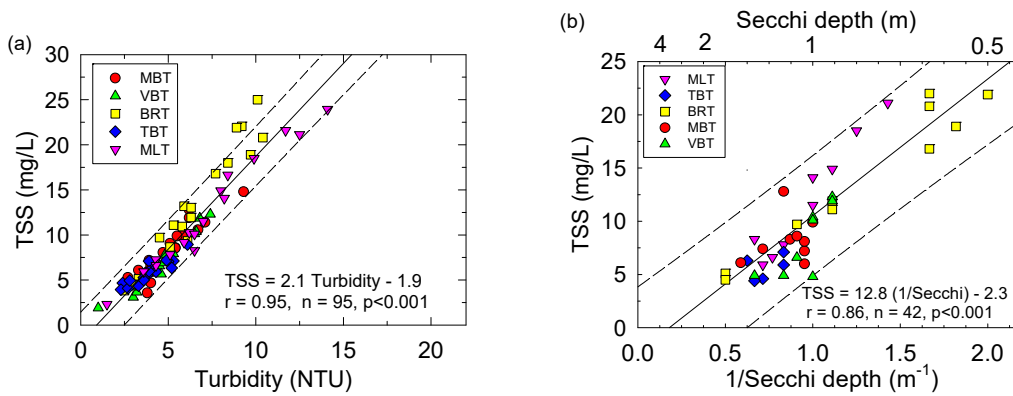 (a)
30
25
20
15
10
5
0
TSS (mg/L)
MBT
VBT
BRT
TBT
MLT
TSS = 2.1 Turbidity - 1.9
r = 0.95, n = 95, p<0.001
0 5 10 15 20
Turbidity (NTU)
(b)
Secchi depth (m)
4 2 1 0.5
25
20
15
10
5
0
TSS (mg/L)
MLT
TBT
BRT
MBT
VBT
TSS = 12.8 (1/Secchi) - 2.3
r = 0.86, n = 42, p<0.001
0.0 0.5 1.0 1.5 2.0
1/Secchi depth (m⁻¹)